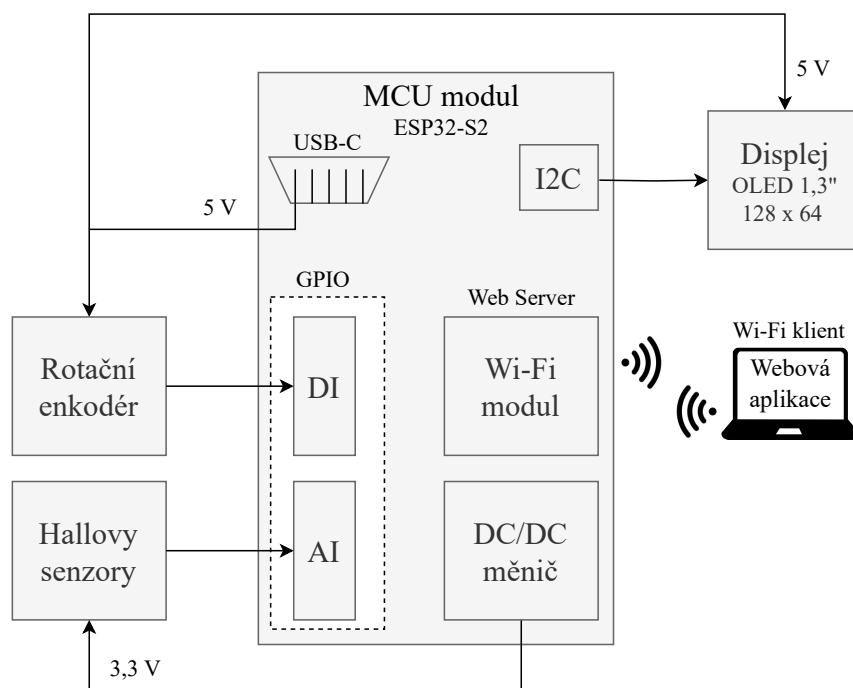 5 V
MCU modul
ESP32-S2
USB-C
I2C
Displej
OLED 1,3"
128 x 64
5 V
GPIO
Web Server
Rotační
enkodér
DI
Wi-Fi
modul
Wi-Fi klient
Webová
aplikace
Hallovy
senzory
AI
DC/DC
měnič
3,3 V